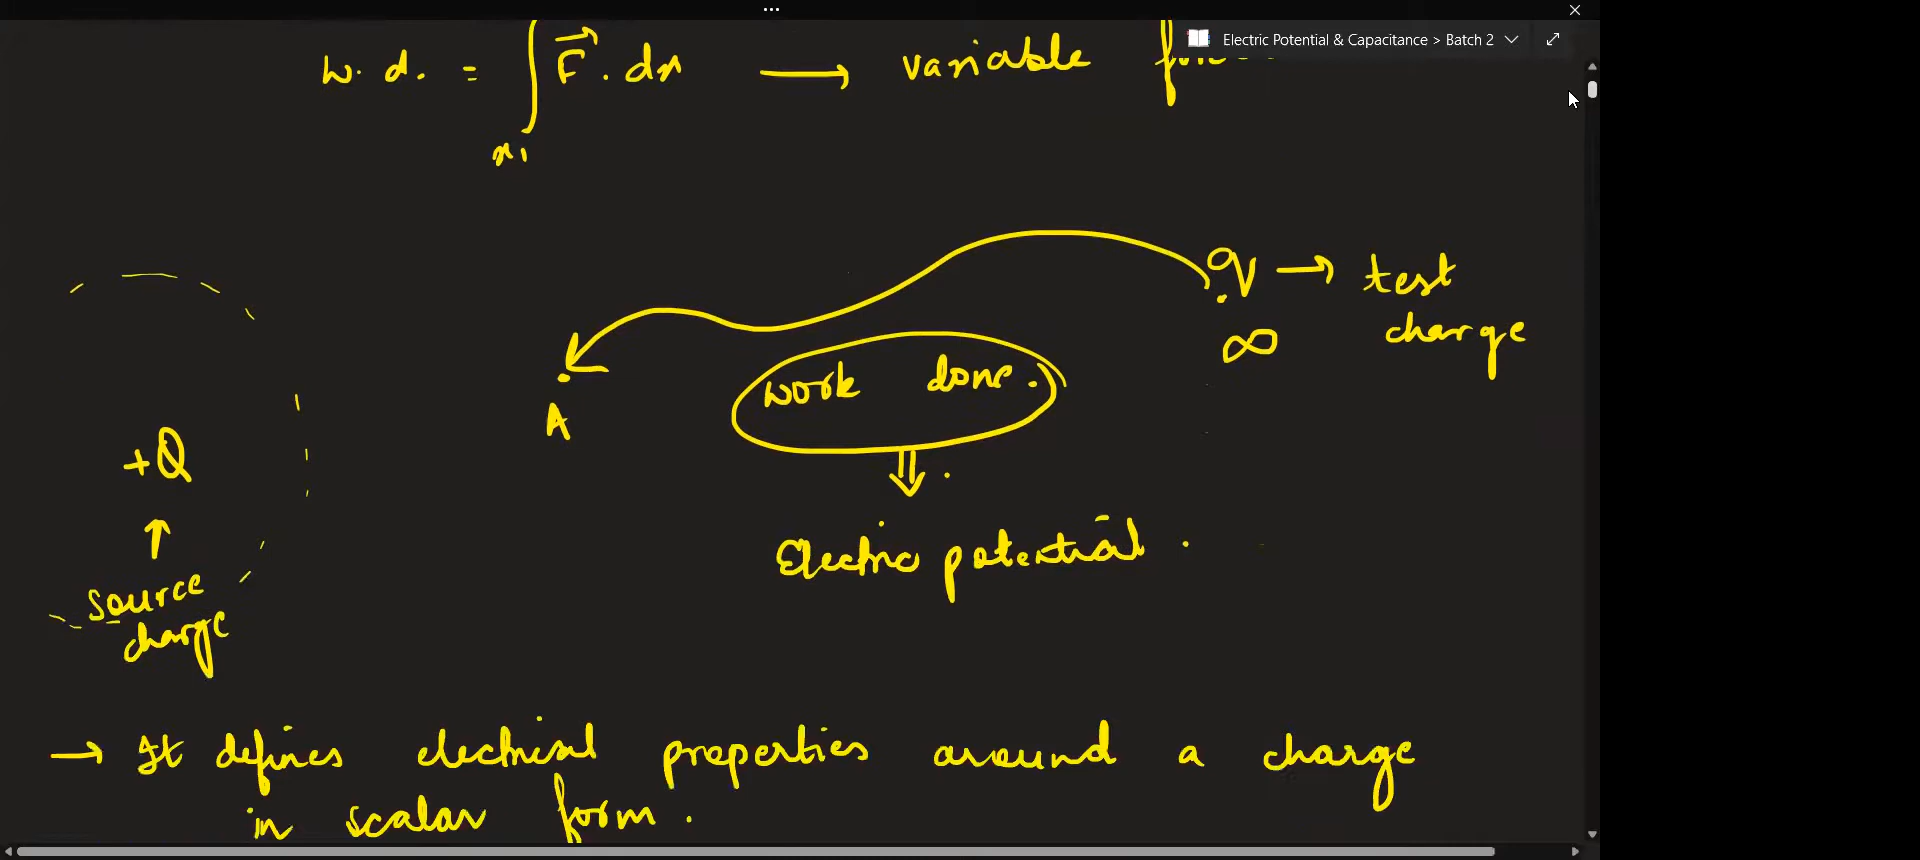 ...
Electric Potential & Capacitance > Batch 2
w. d. = ∫ F⃗ . dx → variable
x₁
q → test
charge
∞
A
work done.
⇓
+Q
Electric potential.
↑
source
charge
→ It defines electrical properties around a charge
in scalar form.